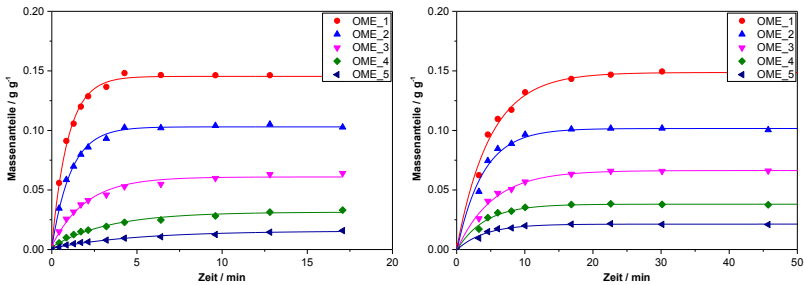 0.20
0.15
0.10
0.05
0.00
Massenanteile / g g⁻¹
0
5
10
15
20
Zeit / min
OME_1
OME_2
OME_3
OME_4
OME_5
0.20
0.15
0.10
0.05
0.00
Massenanteile / g g⁻¹
0
10
20
30
40
50
Zeit / min
OME_1
OME_2
OME_3
OME_4
OME_5